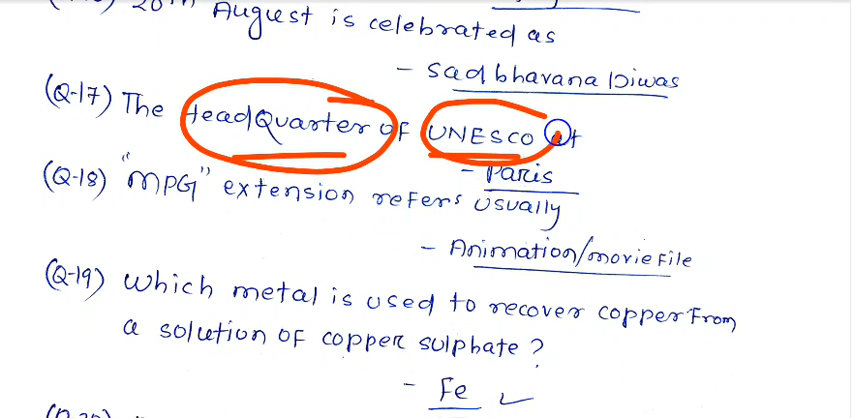 20th August is celebrated as
- Sadbhavana Diwas
(Q-17) The HeadQuarter of UNESCO at
- Paris
(Q-18) "MPG" extension refers usually
- Animation/movie File
(Q-19) Which metal is used to recover copper From
a solution of copper sulphate ?
- Fe